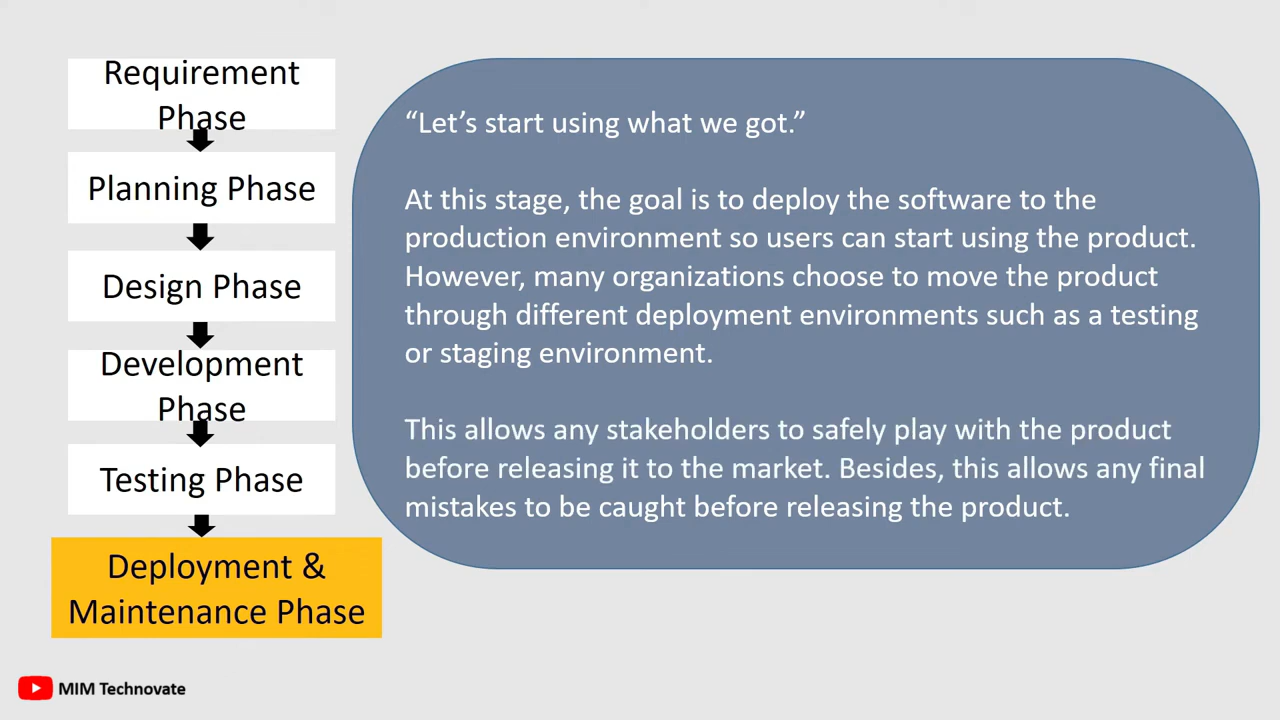 Requirement
Phase
Planning Phase
Design Phase
Development
Phase
Testing Phase
Deployment &
Maintenance Phase
“Let’s start using what we got.”
At this stage, the goal is to deploy the software to the
production environment so users can start using the product.
However, many organizations choose to move the product
through different deployment environments such as a testing
or staging environment.
This allows any stakeholders to safely play with the product
before releasing it to the market. Besides, this allows any final
mistakes to be caught before releasing the product.
MIM Technovate